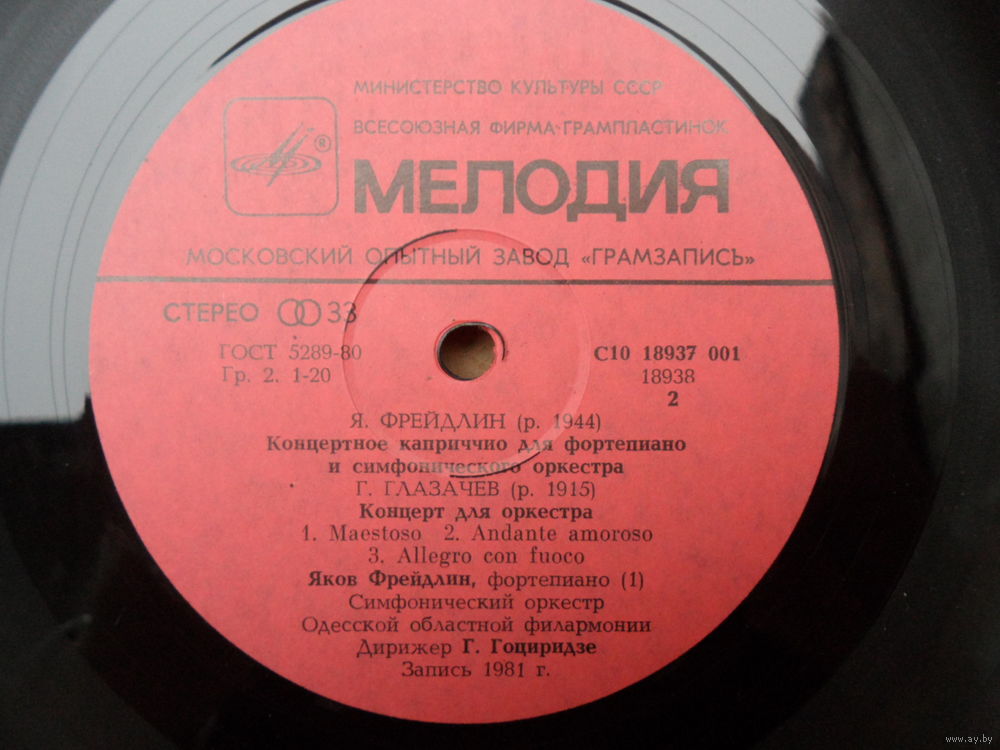 МИНИСТЕРСТВО КУЛЬТУРЫ СССР
ВСЕСОЮЗНАЯ ФИРМА ГРАМПЛАСТИНОК
®
МЕЛОДИЯ
МОСКОВСКИЙ ОПЫТНЫЙ ЗАВОД «ГРАМЗАПИСЬ»
СТЕРЕО 33
ГОСТ 5289-80
Гр. 2. 1-20
С10 18937 001
18938
2
Я. ФРЕЙДЛИН (р. 1944)
Концертное каприччио для фортепиано
и симфонического оркестра
Г. ГЛАЗАЧЕВ (р. 1915)
Концерт для оркестра
1. Maestoso 2. Andante amoroso
3. Allegro con fuoco
Яков Фрейдлин, фортепиано (1)
Симфонический оркестр
Одесской областной филармонии
Дирижер Г. Гоциридзе
Запись 1981 г.
www.ay.by